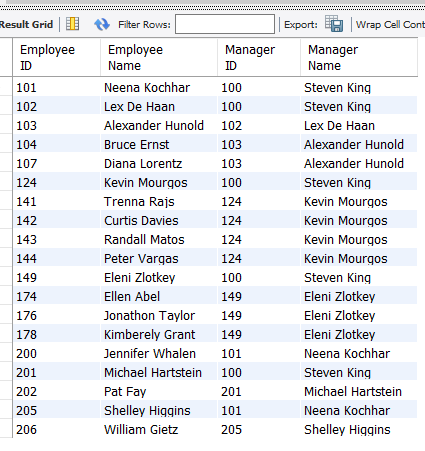 Result Grid Filter Rows: Export: Wrap Cell Cont
Employee ID Employee Name Manager ID Manager Name
101 Neena Kochhar 100 Steven King
102 Lex De Haan 100 Steven King
103 Alexander Hunold 102 Lex De Haan
104 Bruce Ernst 103 Alexander Hunold
107 Diana Lorentz 103 Alexander Hunold
124 Kevin Mourgos 100 Steven King
141 Trenna Rajs 124 Kevin Mourgos
142 Curtis Davies 124 Kevin Mourgos
143 Randall Matos 124 Kevin Mourgos
144 Peter Vargas 124 Kevin Mourgos
149 Eleni Zlotkey 100 Steven King
174 Ellen Abel 149 Eleni Zlotkey
176 Jonathon Taylor 149 Eleni Zlotkey
178 Kimberely Grant 149 Eleni Zlotkey
200 Jennifer Whalen 101 Neena Kochhar
201 Michael Hartstein 100 Steven King
202 Pat Fay 201 Michael Hartstein
205 Shelley Higgins 101 Neena Kochhar
206 William Gietz 205 Shelley Higgins